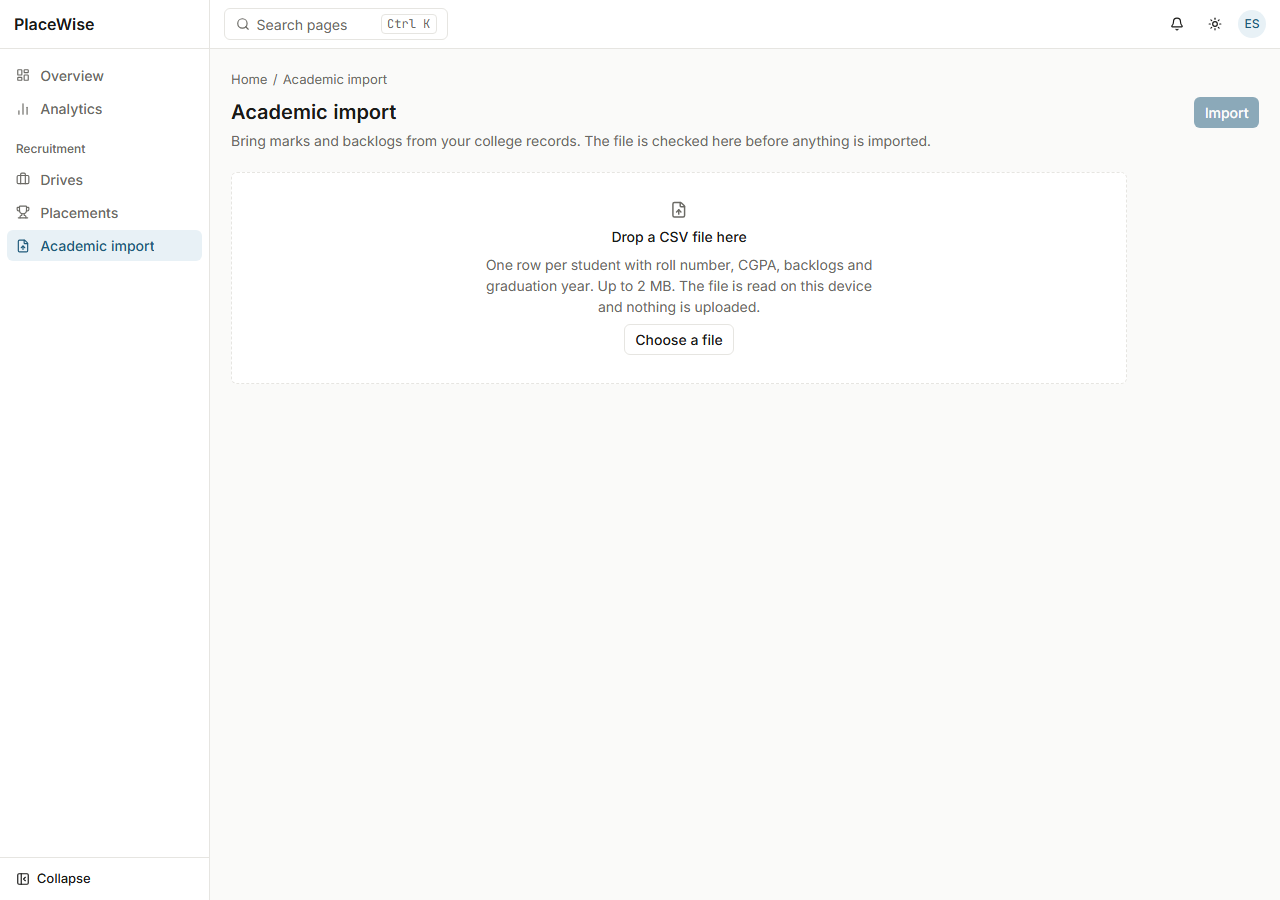 PlaceWise
Search pages
Ctrl K
ES
Overview
Analytics
Recruitment
Drives
Placements
Academic import
Collapse
Home / Academic import
Academic import
Import
Bring marks and backlogs from your college records. The file is checked here before anything is imported.
Drop a CSV file here
One row per student with roll number, CGPA, backlogs and
graduation year. Up to 2 MB. The file is read on this device
and nothing is uploaded.
Choose a file